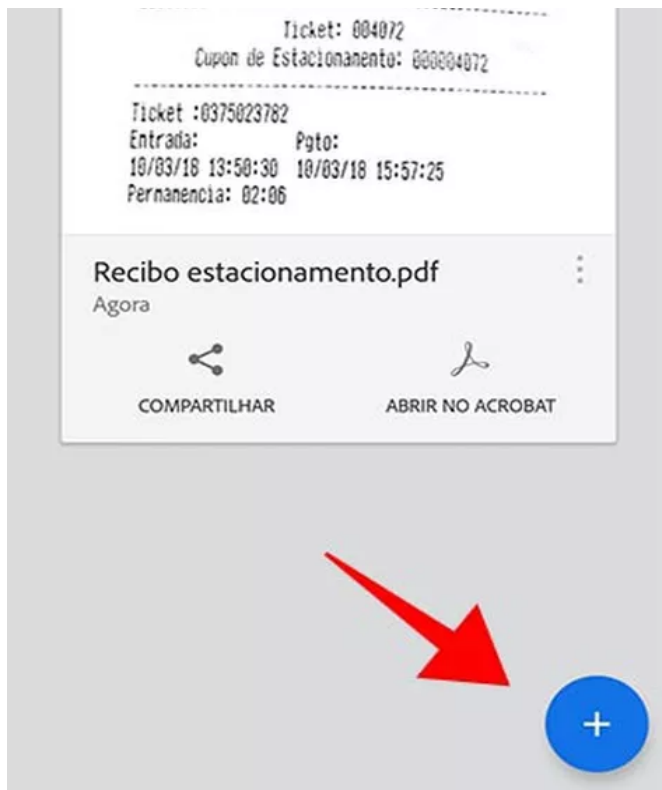 Ticket: 004072
Cupon de Estacionamento: 000004072
Ticket :0375023782
Entrada: Pgto:
10/03/18 13:50:30 10/03/18 15:57:25
Permanencia: 02:06
Recibo estacionamento.pdf
Agora
COMPARTILHAR ABRIR NO ACROBAT
+